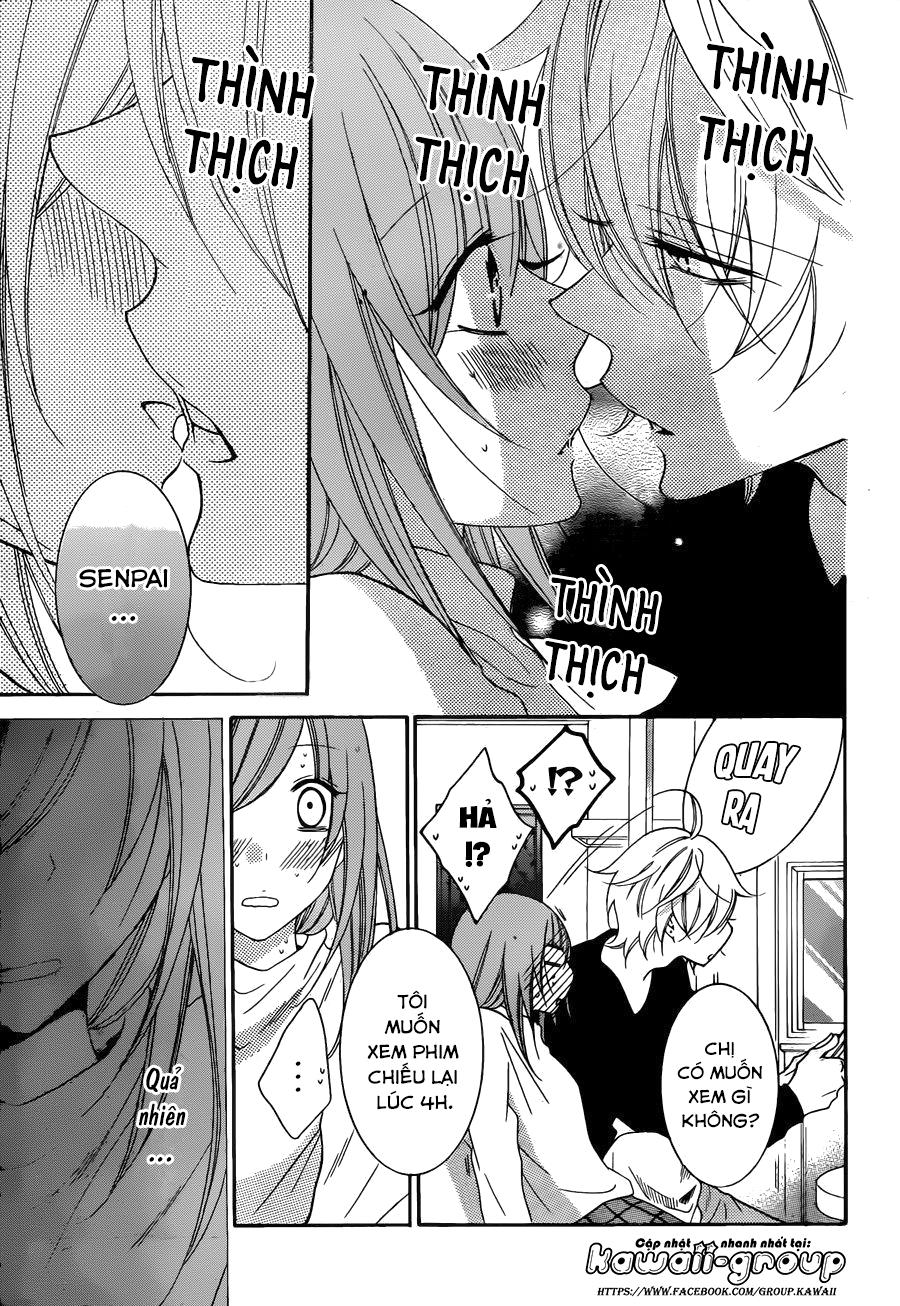 THÌNH
THỊCH
THÌNH
THỊCH
THÌNH
THỊCH
THÌNH
THỊCH
SENPAI
...
QUAY
RA
!?
HẢ
!?
CHỊ
CÓ MUỐN
XEM GÌ
KHÔNG?
TÔI
MUỐN
XEM PHIM
CHIẾU LẠI
LÚC 4H.
...
Quả
nhiên
...
Cập nhật nhanh nhất tại:
kawaii-group
HTTPS://WWW.FACEBOOK.COM/GROUP.KAWAII